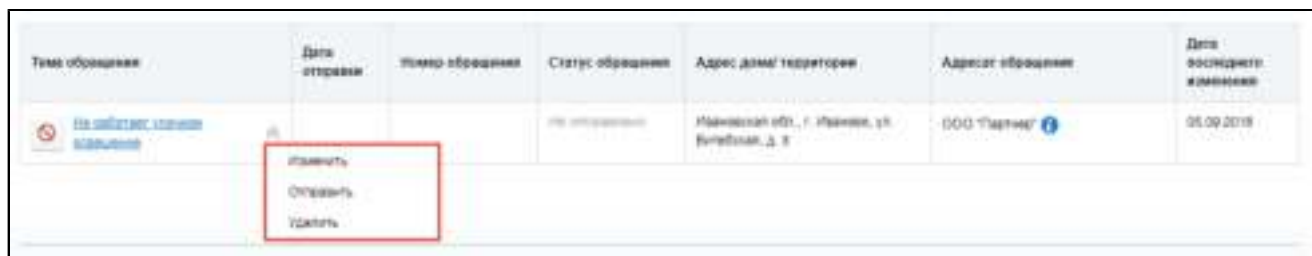 Тема обращения
Дата
отправки
Номер обращения
Статус обращения
Адрес дома/ территории
Адресат обращения
Дата
последнего
изменения
Не работает уличное
освещение
Не отправлено
Ивановская обл., г. Иваново, ул.
Витебская, д.
ООО "Партнер"
05.09.2018
Изменить
Отправить
Удалить